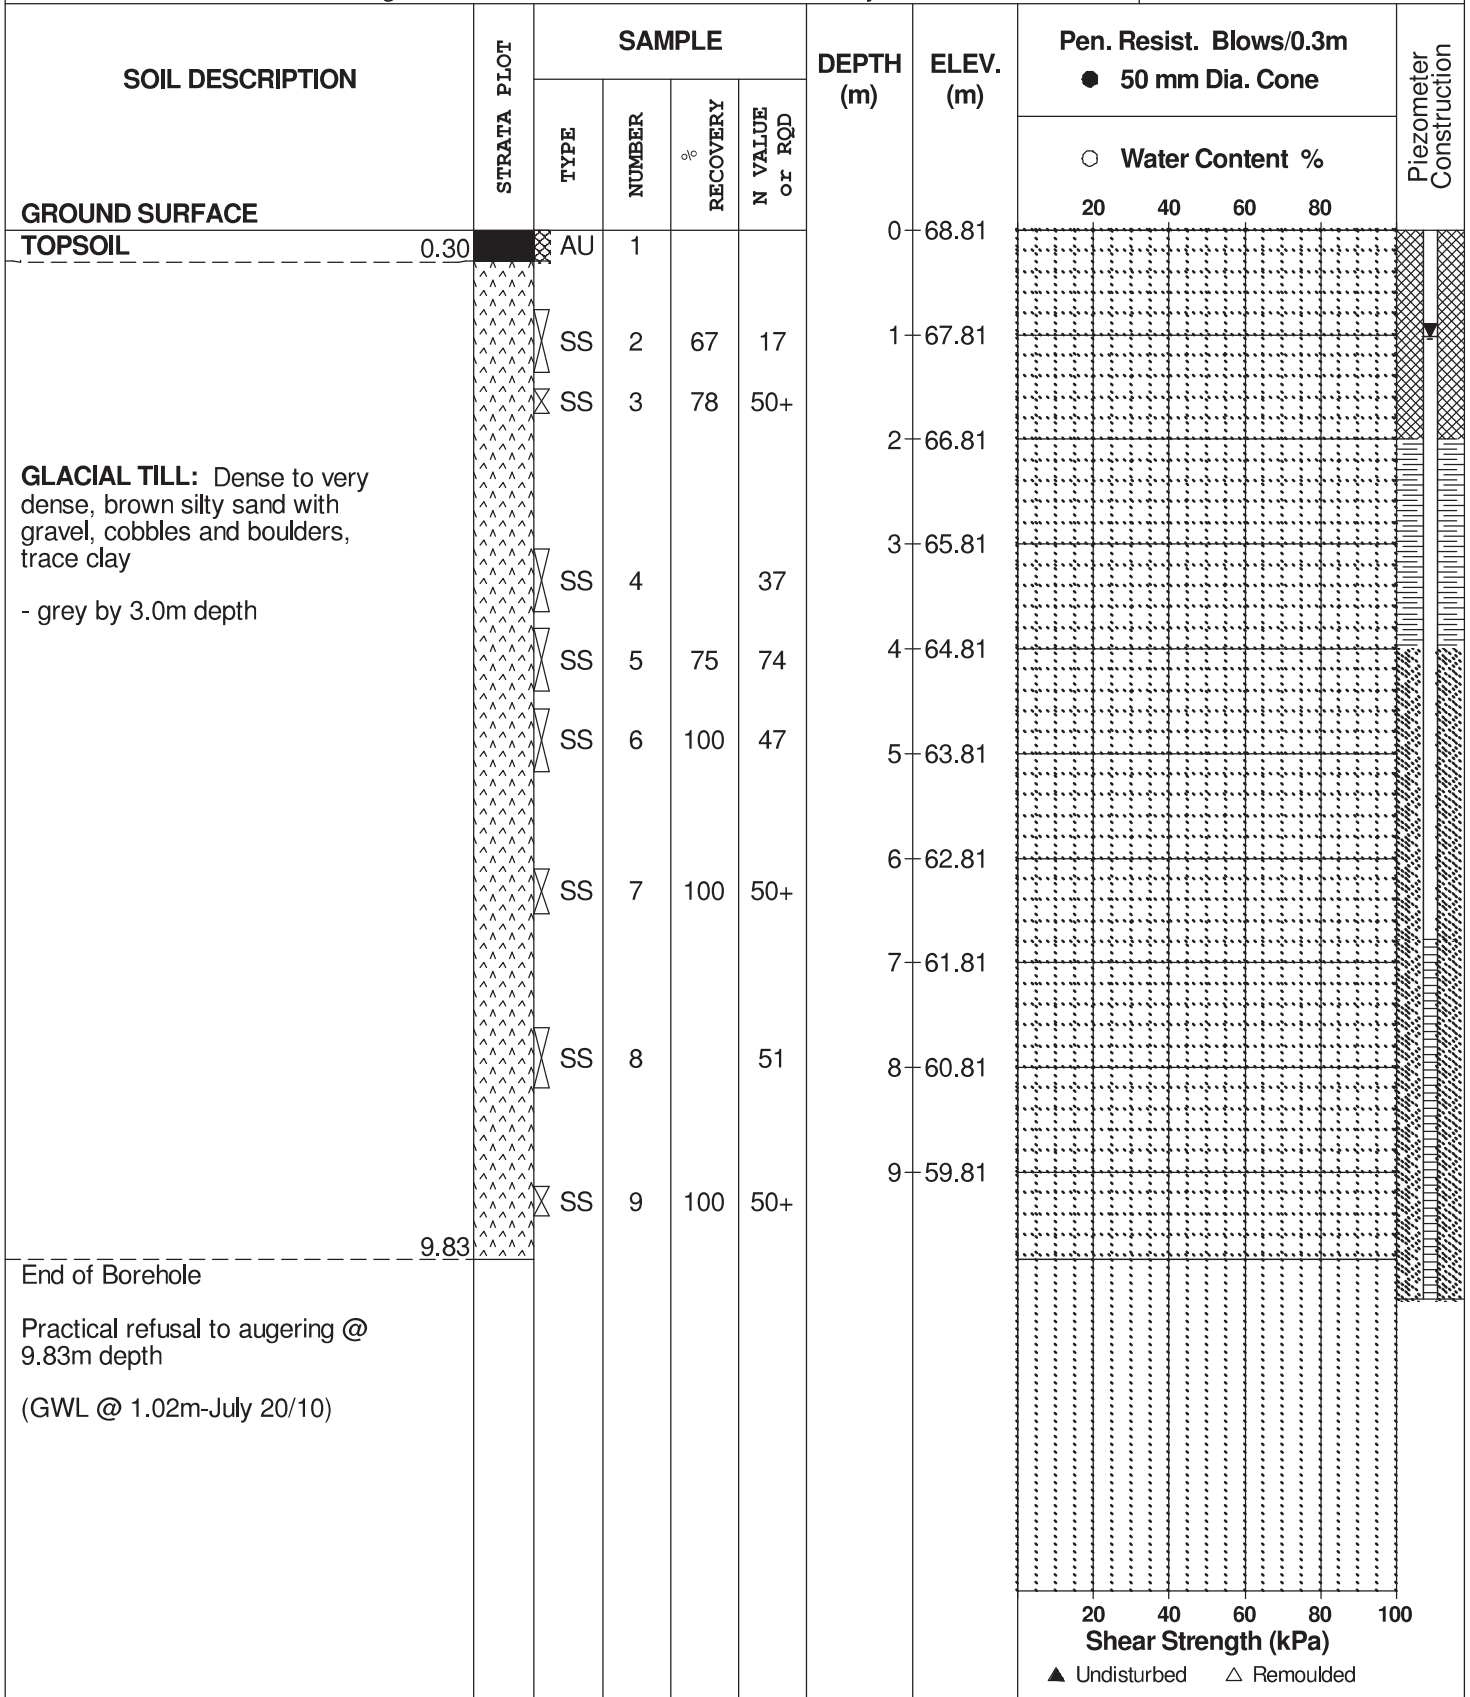 SOIL DESCRIPTION
GROUND SURFACE
STRATA PLOT
SAMPLE
TYPE
NUMBER
%
RECOVERY
N VALUE
or RQD
DEPTH
(m)
ELEV.
(m)
Pen. Resist. Blows/0.3m
● 50 mm Dia. Cone
○ Water Content %
20 40 60 80
Piezometer
Construction
TOPSOIL 0.30
AU 1
0 68.81
SS 2 67 17
1 67.81
SS 3 78 50+
2 66.81
GLACIAL TILL: Dense to very
dense, brown silty sand with
gravel, cobbles and boulders,
trace clay
- grey by 3.0m depth
3 65.81
SS 4 37
SS 5 75 74
4 64.81
SS 6 100 47
5 63.81
6 62.81
SS 7 100 50+
7 61.81
SS 8 51
8 60.81
9 59.81
SS 9 100 50+
9.83
End of Borehole
Practical refusal to augering @
9.83m depth
(GWL @ 1.02m-July 20/10)
20 40 60 80 100
Shear Strength (kPa)
▲ Undisturbed △ Remoulded